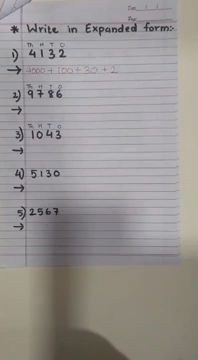 * Write in Expanded form:-
Th H T O
1) 4132
→ 4000 + 100 + 30 + 2
Th H T O
2) 9786
→
Th H T O
3) 1043
→
4) 5130
→
5) 2567
→